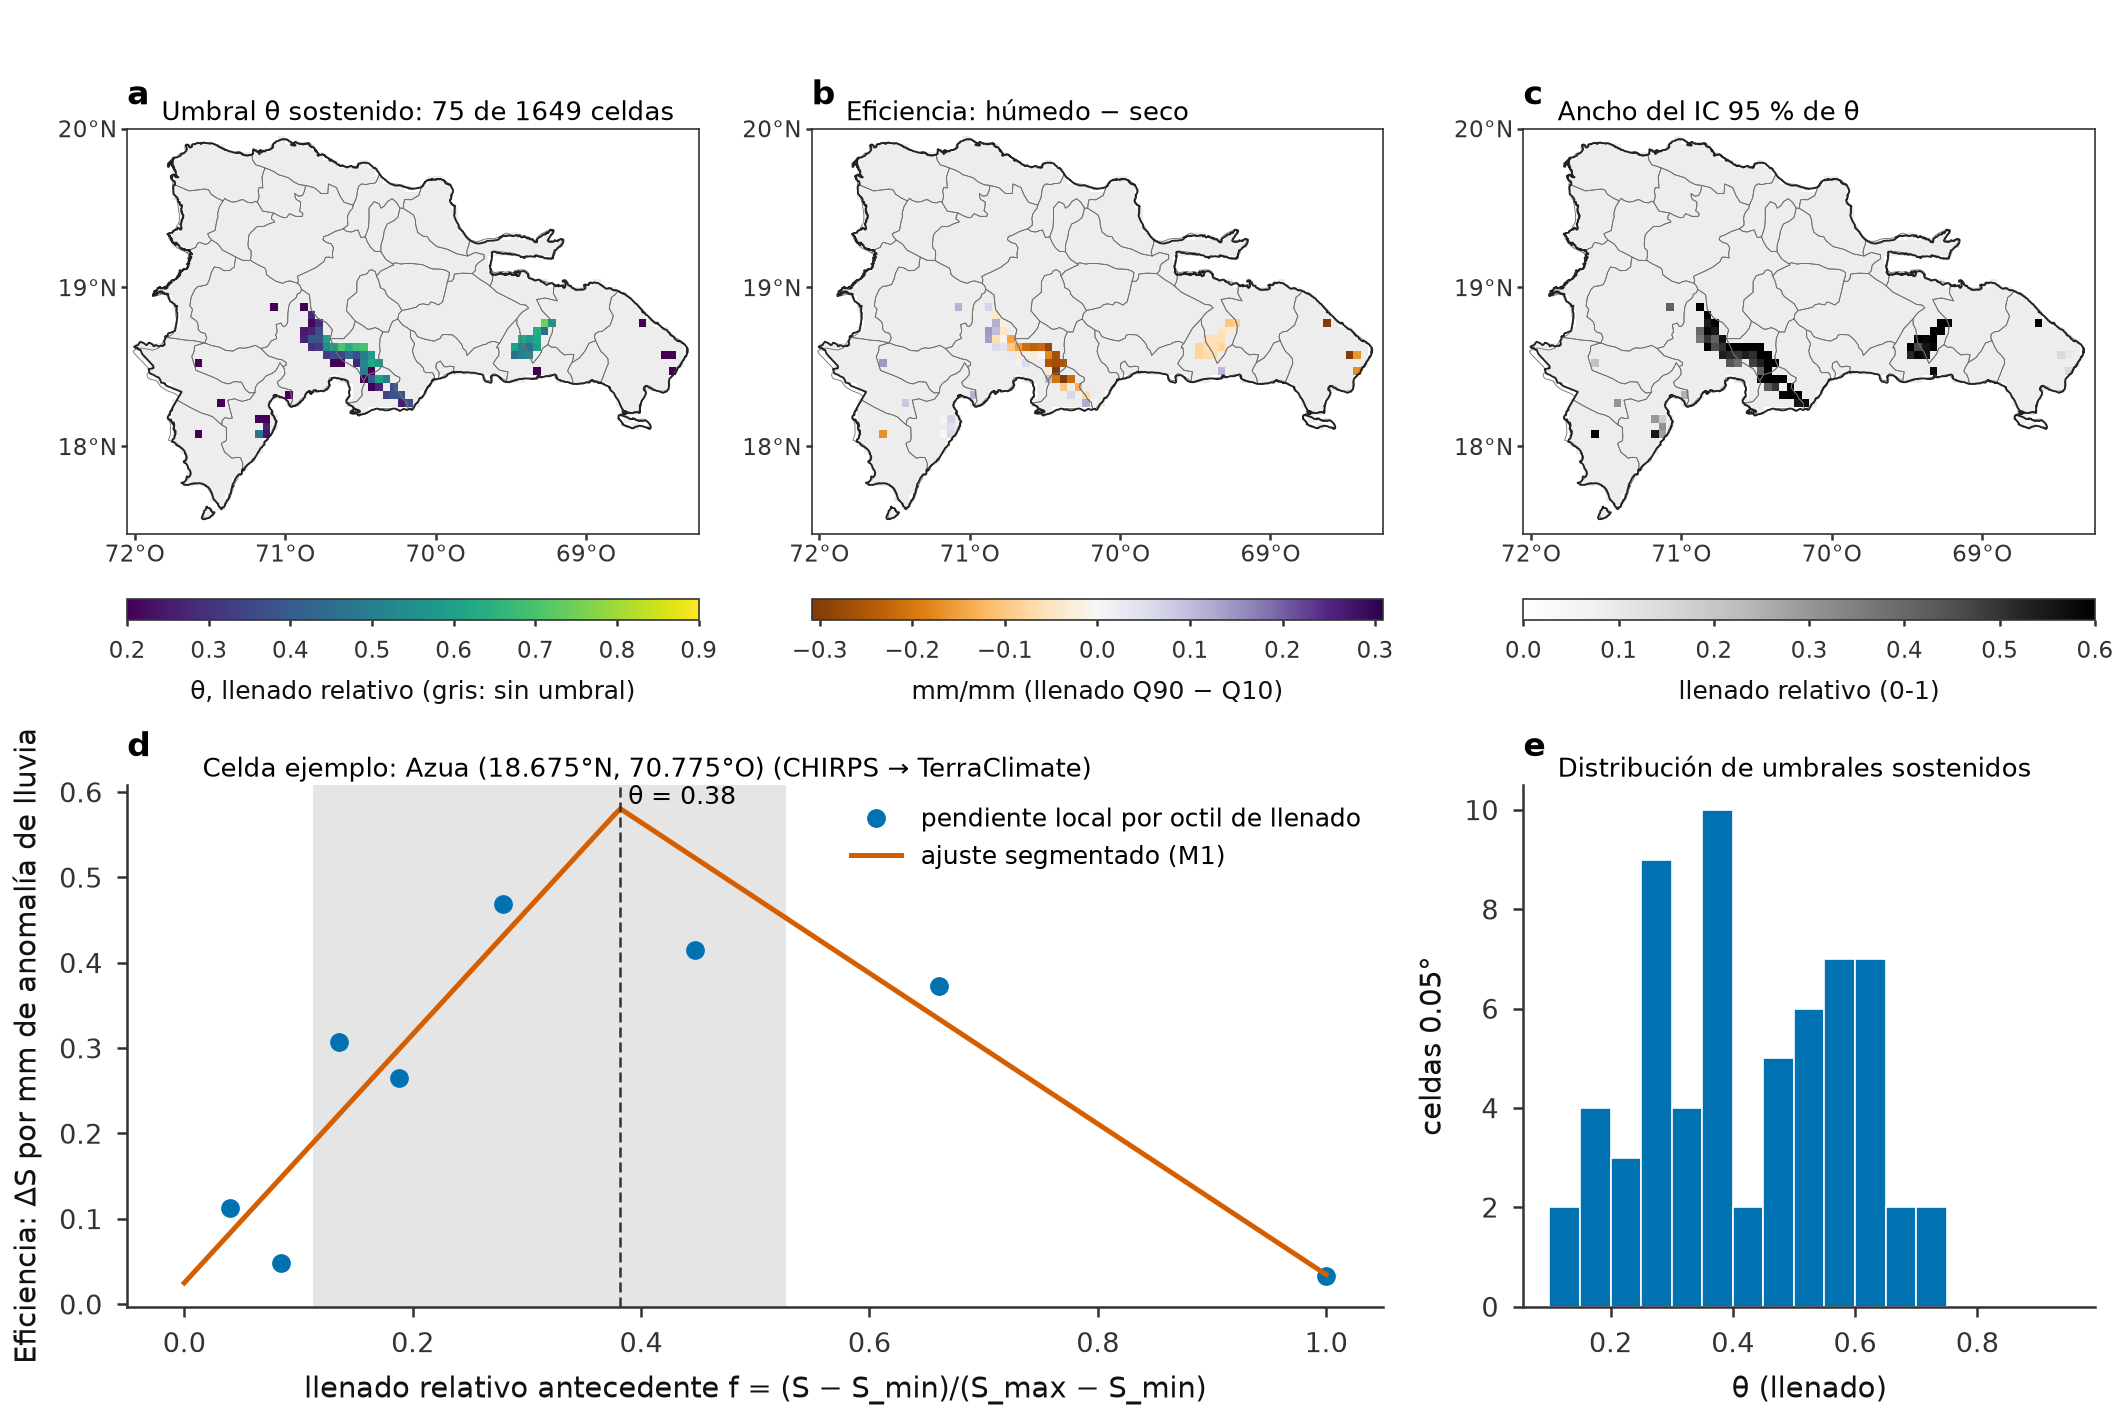 a
Umbral θ sostenido: 75 de 1649 celdas
20°N
19°N
18°N
72°O 71°O 70°O 69°O
0.2 0.3 0.4 0.5 0.6 0.7 0.8 0.9
θ, llenado relativo (gris: sin umbral)
b
Eficiencia: húmedo − seco
20°N
19°N
18°N
72°O 71°O 70°O 69°O
−0.3 −0.2 −0.1 0.0 0.1 0.2 0.3
mm/mm (llenado Q90 − Q10)
c
Ancho del IC 95 % de θ
20°N
19°N
18°N
72°O 71°O 70°O 69°O
0.0 0.1 0.2 0.3 0.4 0.5 0.6
llenado relativo (0-1)
d
Celda ejemplo: Azua (18.675°N, 70.775°O) (CHIRPS → TerraClimate)
Eficiencia: ΔS por mm de anomalía de lluvia
0.6
0.5
0.4
0.3
0.2
0.1
0.0
θ = 0.38
pendiente local por octil de llenado
ajuste segmentado (M1)
0.0 0.2 0.4 0.6 0.8 1.0
llenado relativo antecedente f = (S − S_min)/(S_max − S_min)
e
Distribución de umbrales sostenidos
celdas 0.05°
10
8
6
4
2
0
0.2 0.4 0.6 0.8
θ (llenado)